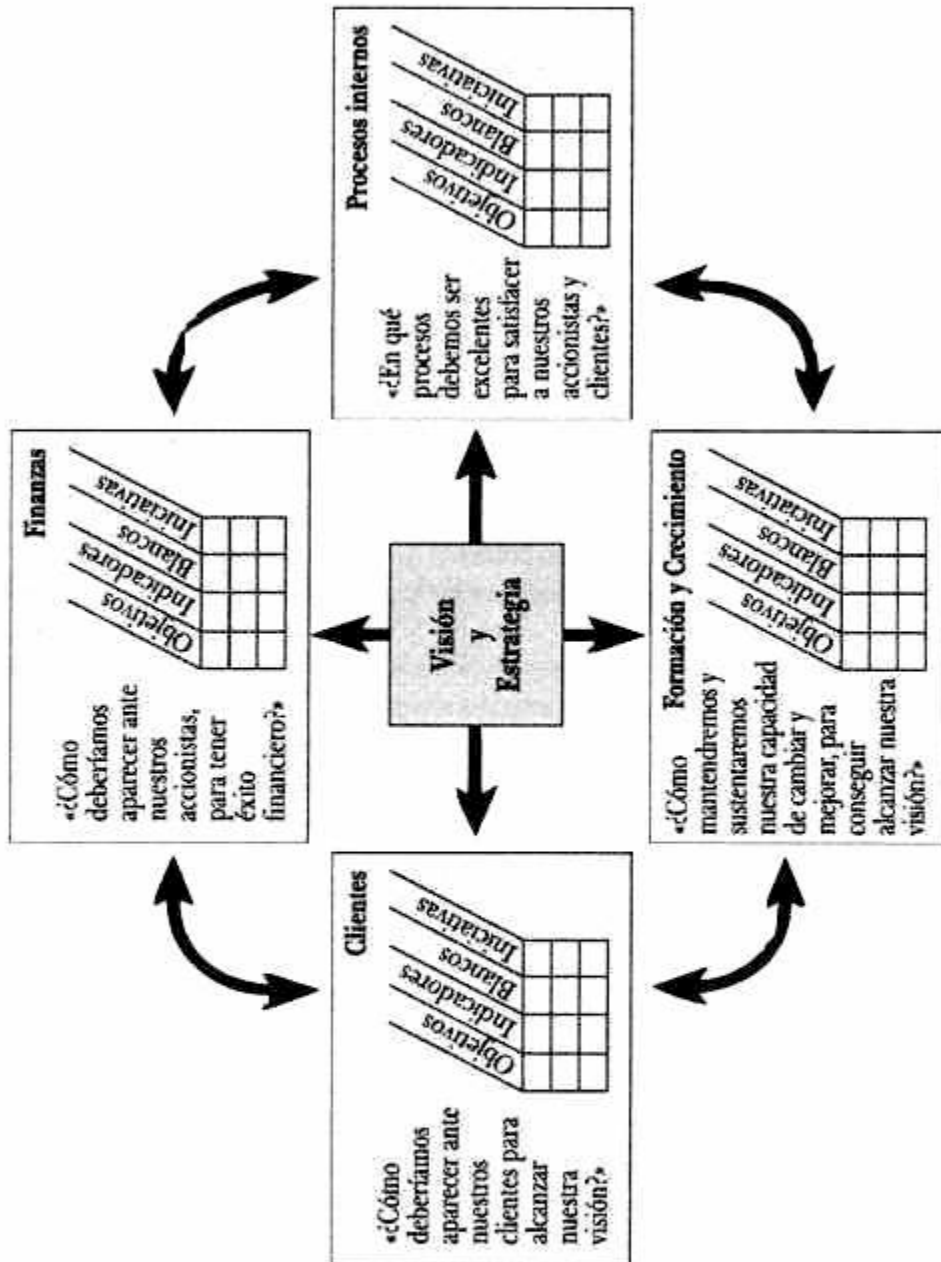 Finanzas
«¿Cómo
deberíamos
aparecer ante
nuestros
accionistas,
para tener
éxito
financiero?»
Objetivos
Indicadores
Blancos
Iniciativas
Clientes
«¿Cómo
deberíamos
aparecer ante
nuestros
clientes para
alcanzar
nuestra
visión?»
Objetivos
Indicadores
Blancos
Iniciativas
Visión
y
Estrategia
Procesos internos
«¿En qué
procesos
debemos ser
excelentes
para satisfacer
a nuestros
accionistas y
clientes?»
Objetivos
Indicadores
Blancos
Iniciativas
Formación y Crecimiento
«¿Cómo
mantendremos y
sustentaremos
nuestra capacidad
de cambiar y
mejorar, para
conseguir
alcanzar nuestra
visión?»
Objetivos
Indicadores
Blancos
Iniciativas